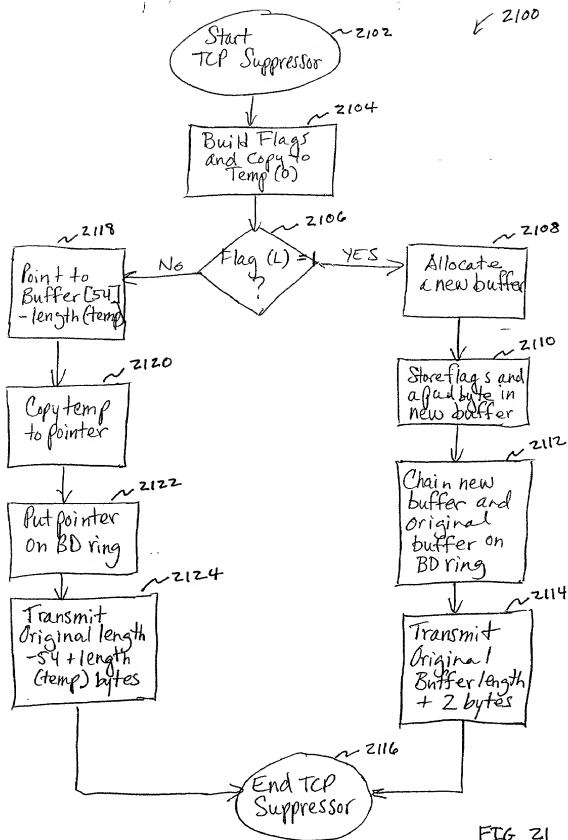 2100
Start
TCP Suppressor
2102
2104
Build Flags
and Copy to
Temp (0)
2106
Flag (L) = 1
?
No
YES
2118
Point to
Buffer [54]
- length (temp)
2108
Allocate
a new buffer
2120
Copy temp
to pointer
2110
Store flags and
a pad byte in
new buffer
2122
Put pointer
on BD ring
2112
Chain new
buffer and
original
buffer on
BD ring
2124
Transmit
Original length
-54 + length
(temp) bytes
2114
Transmit
Original
Buffer length
+ 2 bytes
2116
End TCP
Suppressor
FIG 21